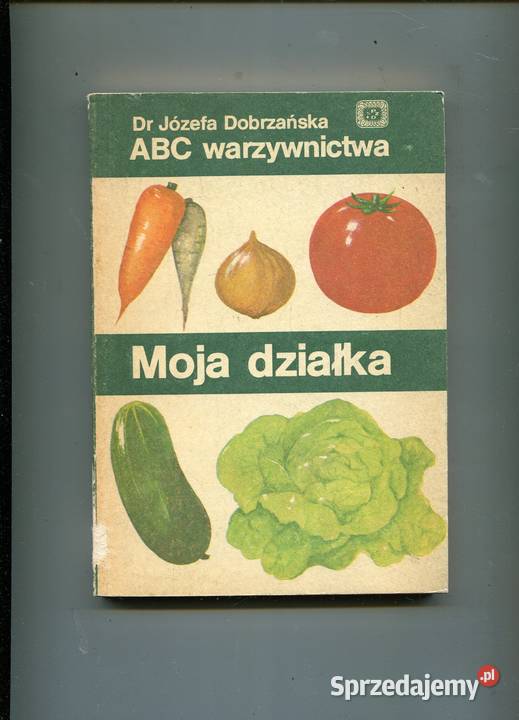 Dr Józefa Dobrzańska
ABC warzywnictwa
Moja działka
Sprzedajemy.pl